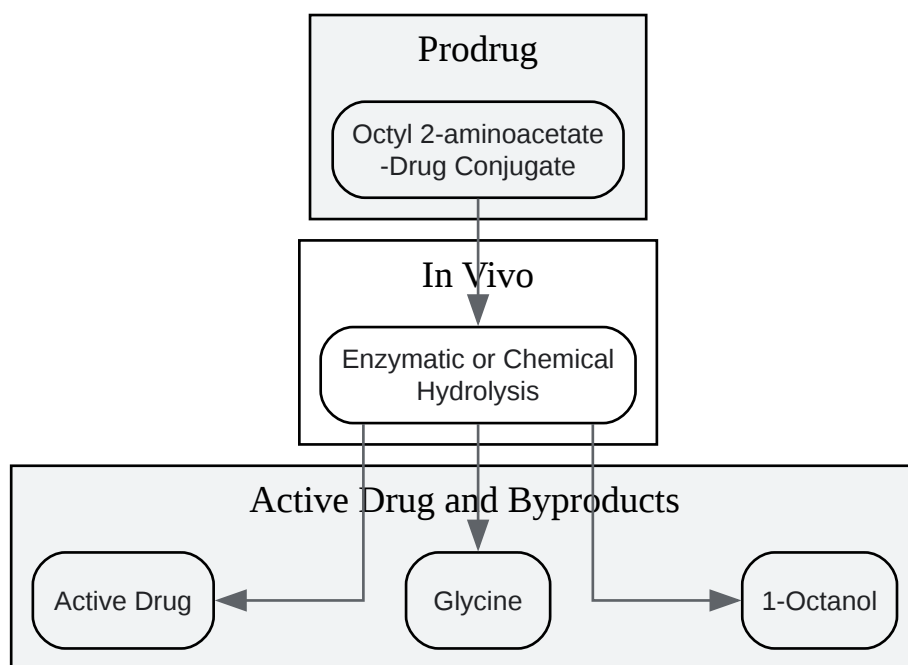 Prodrug
Octyl 2-aminoacetate
-Drug Conjugate
In Vivo
Enzymatic or Chemical
Hydrolysis
Active Drug and Byproducts
Active Drug
Glycine
1-Octanol